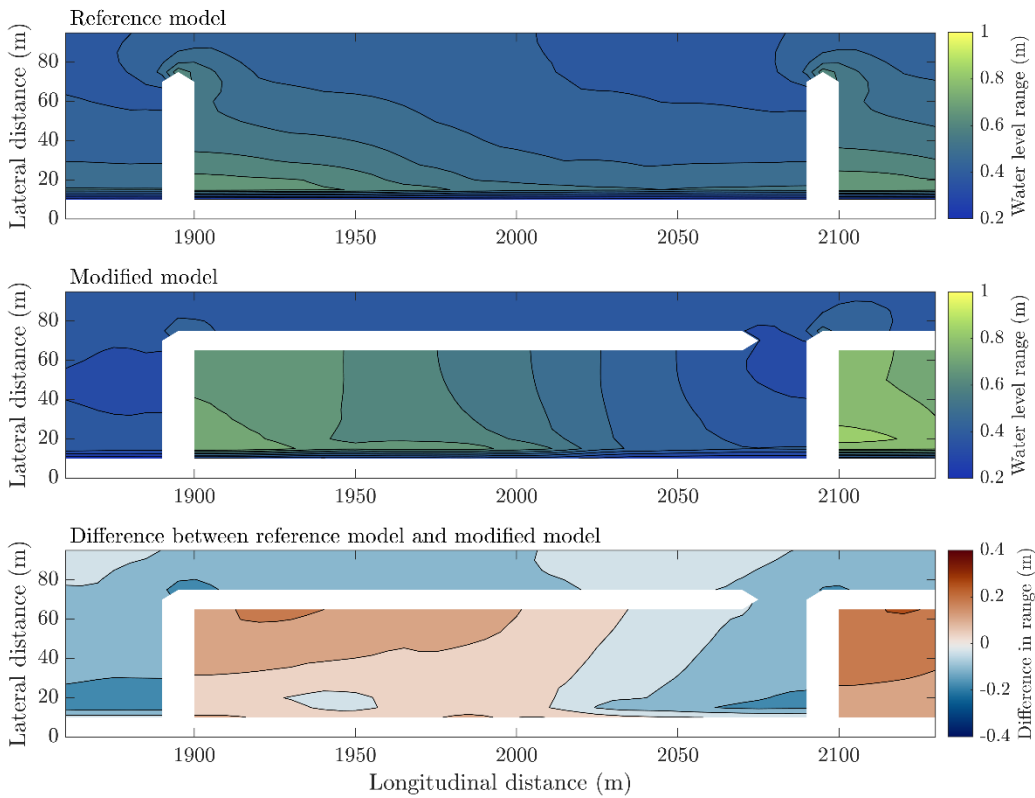 Reference model
Lateral distance (m)
80
60
40
20
0
1900 1950 2000 2050 2100
1
0.8
0.6
0.4
0.2
Water level range (m)
Modified model
Lateral distance (m)
80
60
40
20
0
1900 1950 2000 2050 2100
1
0.8
0.6
0.4
0.2
Water level range (m)
Difference between reference model and modified model
Lateral distance (m)
80
60
40
20
0
1900 1950 2000 2050 2100
Longitudinal distance (m)
0.4
0.2
0
-0.2
-0.4
Difference in range (m)